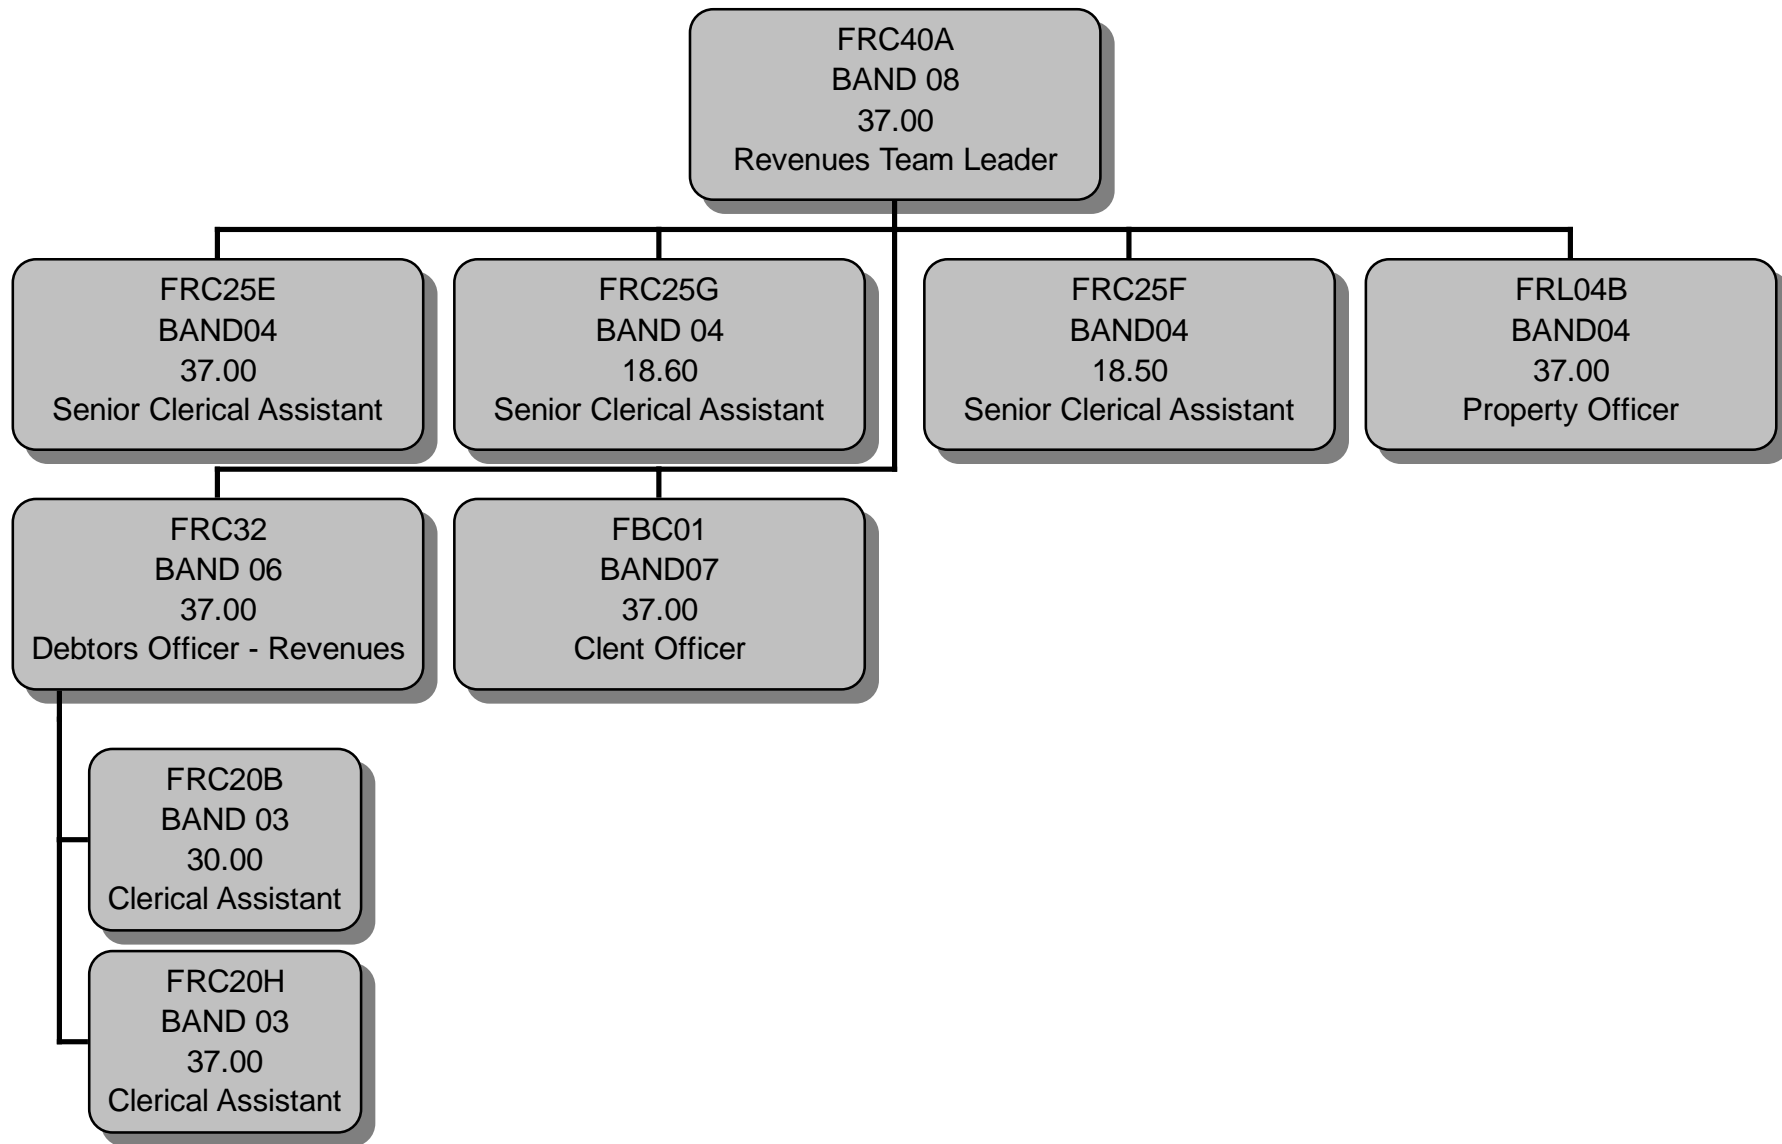 FRC40A
BAND 08
37.00
Revenues Team Leader
FRC25E
BAND04
37.00
Senior Clerical Assistant
FRC25G
BAND 04
18.60
Senior Clerical Assistant
FRC25F
BAND04
18.50
Senior Clerical Assistant
FRL04B
BAND04
37.00
Property Officer
FRC32
BAND 06
37.00
Debtors Officer - Revenues
FBC01
BAND07
37.00
Clent Officer
FRC20B
BAND 03
30.00
Clerical Assistant
FRC20H
BAND 03
37.00
Clerical Assistant